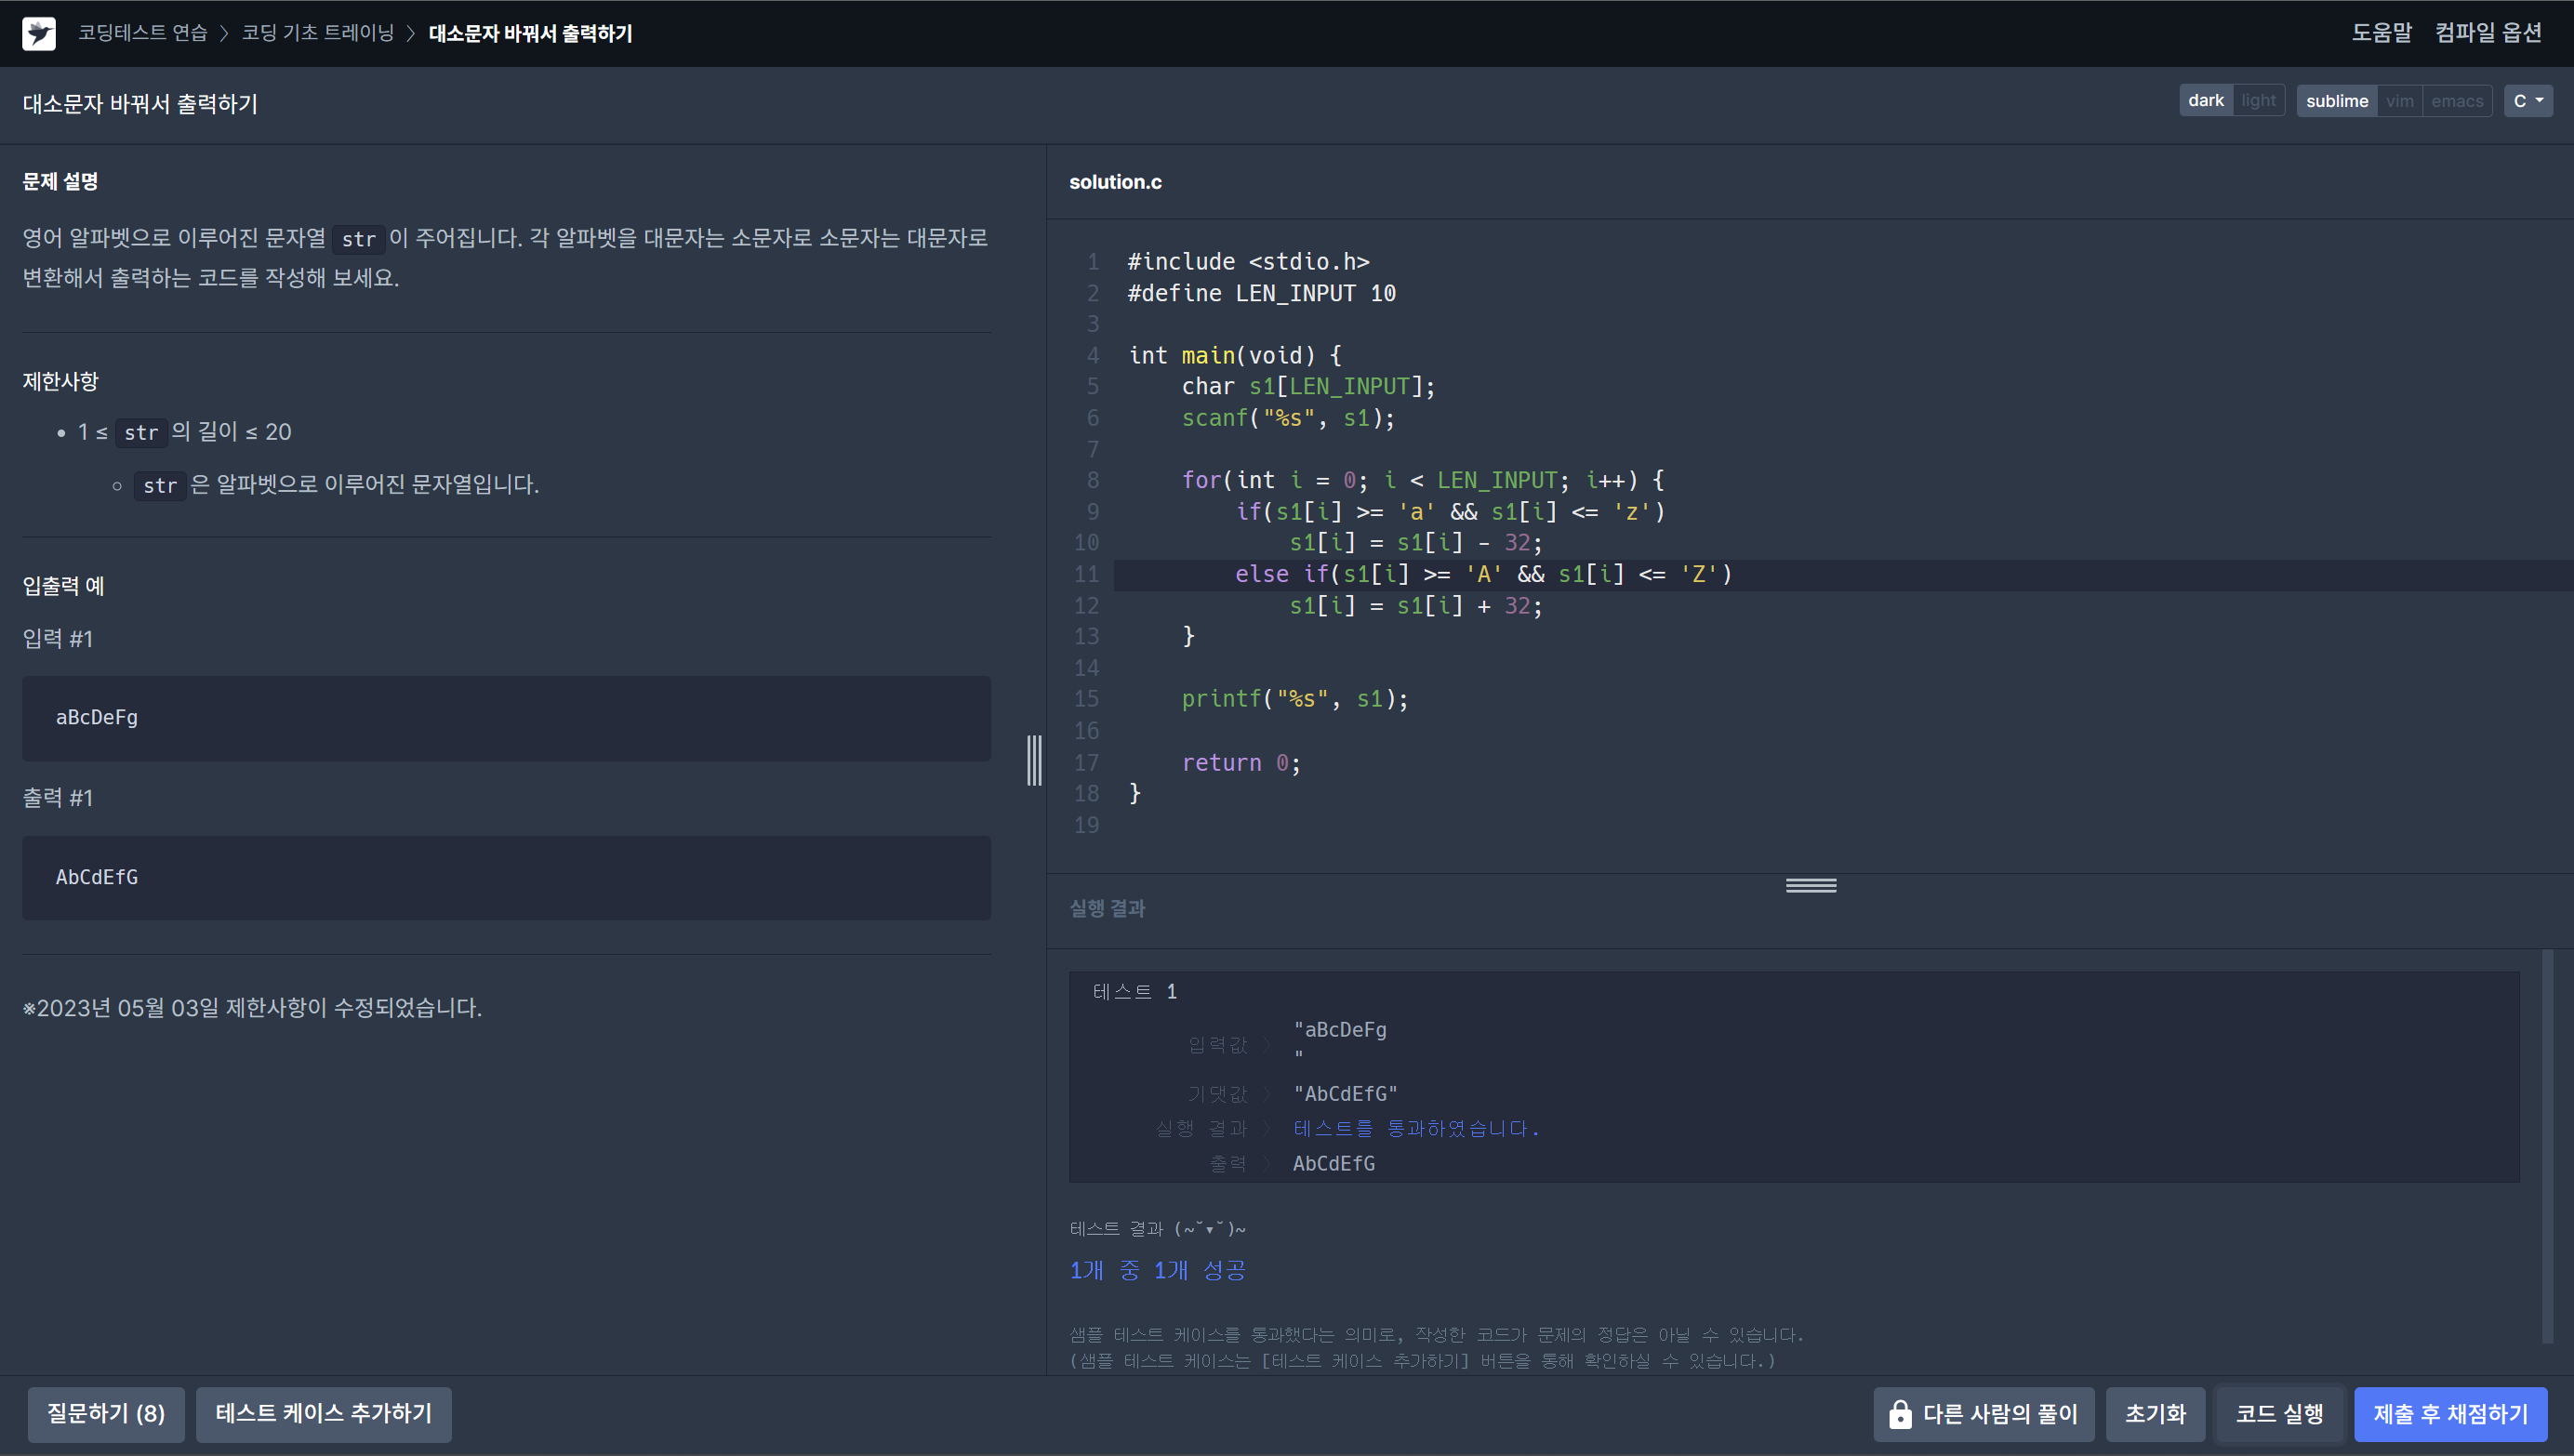 코딩테스트 연습 > 코딩 기초 트레이닝 > 대소문자 바꿔서 출력하기
도움말 컴파일 옵션
대소문자 바꿔서 출력하기
dark light sublime vim emacs C
문제 설명
영어 알파벳으로 이루어진 문자열 str이 주어집니다. 각 알파벳을 대문자는 소문자로 소문자는 대문자로
변환해서 출력하는 코드를 작성해 보세요.
제한사항
• 1 ≤ str의 길이 ≤ 20
◦ str은 알파벳으로 이루어진 문자열입니다.
입출력 예
입력 #1
aBcDeFg
출력 #1
AbCdEfG
※2023년 05월 03일 제한사항이 수정되었습니다.
solution.c
1 #include <stdio.h>
2 #define LEN_INPUT 10
3
4 int main(void) {
5     char s1[LEN_INPUT];
6     scanf("%s", s1);
7
8     for(int i = 0; i < LEN_INPUT; i++) {
9         if(s1[i] >= 'a' && s1[i] <= 'z')
10             s1[i] = s1[i] - 32;
11         else if(s1[i] >= 'A' && s1[i] <= 'Z')
12             s1[i] = s1[i] + 32;
13     }
14
15     printf("%s", s1);
16
17     return 0;
18 }
19
실행 결과
테스트 1
입력값 > "aBcDeFg
"
기댓값 > "AbCdEfG"
실행 결과 > 테스트를 통과하였습니다.
출력 > AbCdEfG
테스트 결과 (~˘▾˘)~
1개 중 1개 성공
샘플 테스트 케이스를 통과했다는 의미로, 작성한 코드가 문제의 정답은 아닐 수 있습니다.
(샘플 테스트 케이스는 [테스트 케이스 추가하기] 버튼을 통해 확인하실 수 있습니다.)
질문하기 (8) 테스트 케이스 추가하기
다른 사람의 풀이 초기화 코드 실행 제출 후 채점하기